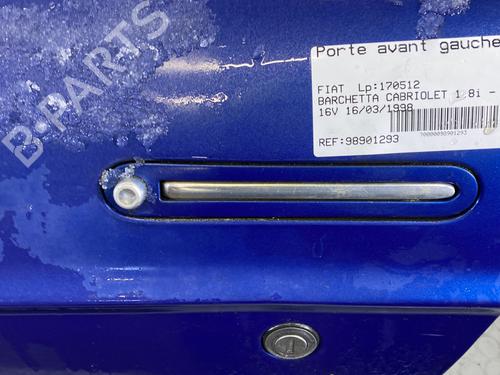 B-PARTS
Porte avant gauche
FIAT Lp:170512
BARCHETTA CABRIOLET 1.8i -
16V 16/03/1998
REF:98901293